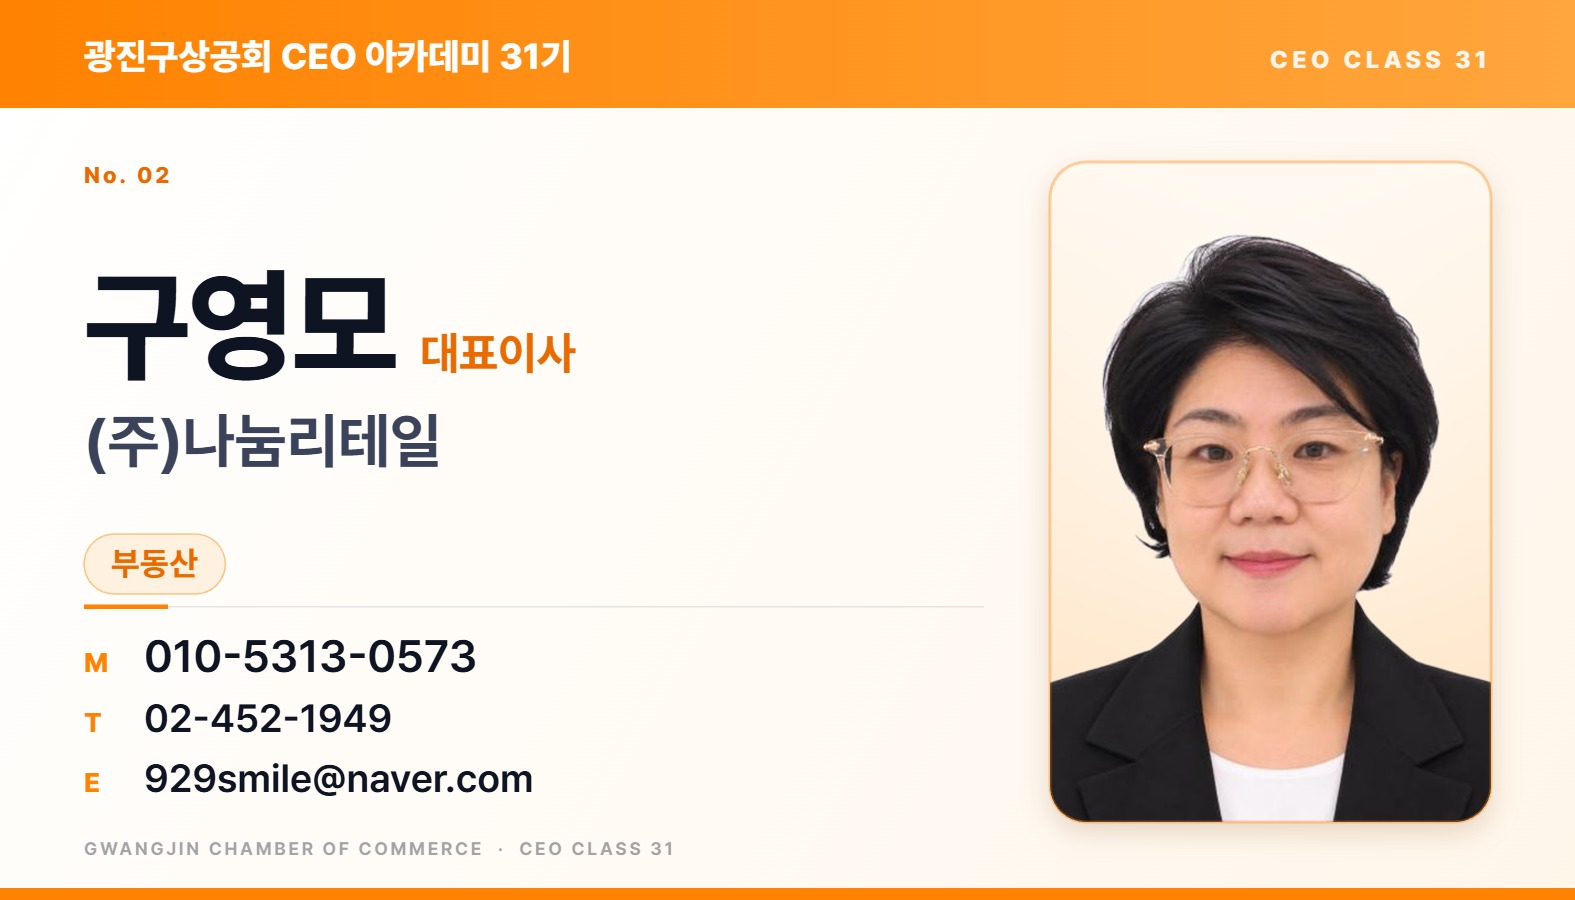 광진구상공회 CEO 아카데미 31기
CEO CLASS 31
No. 02
구영모 대표이사
(주)나눔리테일
부동산
M 010-5313-0573
T 02-452-1949
E 929smile@naver.com
GWANGJIN CHAMBER OF COMMERCE · CEO CLASS 31